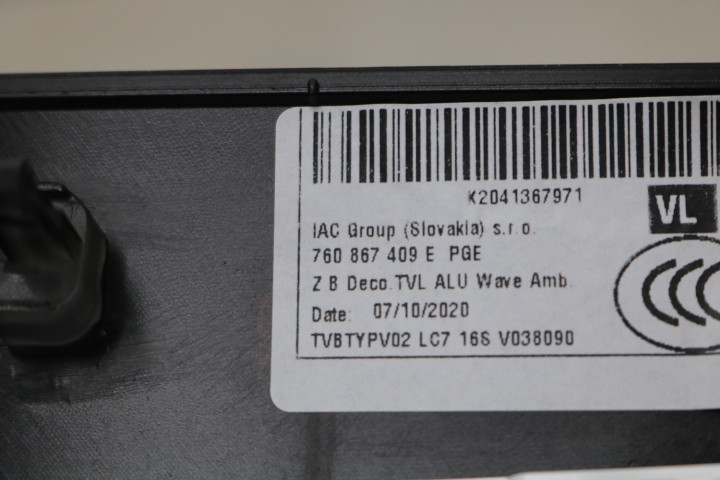 K2041367971
VL
IAC Group (Slovakia) s.r.o.
760 867 409 E PGE
Z B Deco.TVL ALU Wave Amb.
Date: 07/10/2020
TVBTYPV02 LC7 16S V038090
CCC